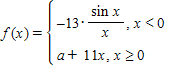 f(x) = { -13 · sin x / x, x < 0
a + 11x, x ≥ 0